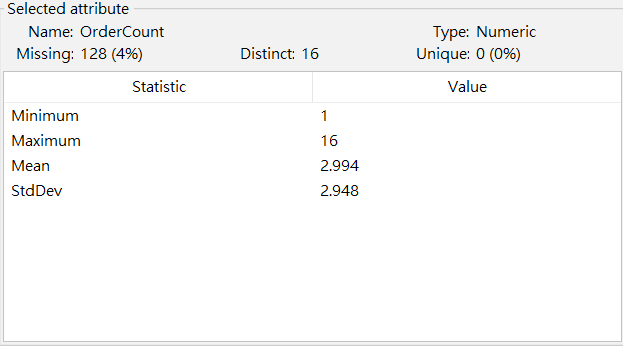 Selected attribute
Name: OrderCount Type: Numeric
Missing: 128 (4%) Distinct: 16 Unique: 0 (0%)
Statistic Value
Minimum 1
Maximum 16
Mean 2.994
StdDev 2.948